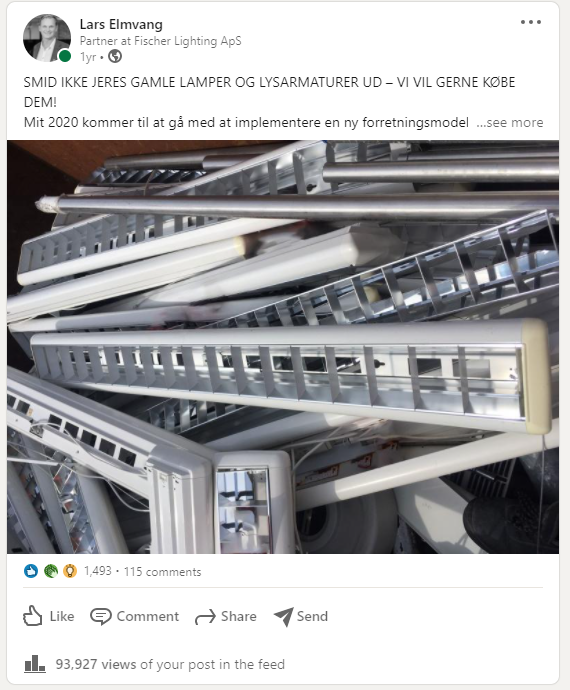 Lars Elmvang
Partner at Fischer Lighting ApS
1yr •
SMID IKKE JERES GAMLE LAMPER OG LYSARMATURER UD – VI VIL GERNE KØBE
DEM!
Mit 2020 kommer til at gå med at implementere en ny forretningsmodel ...see more
1,493 • 115 comments
Like Comment Share Send
93,927 views of your post in the feed